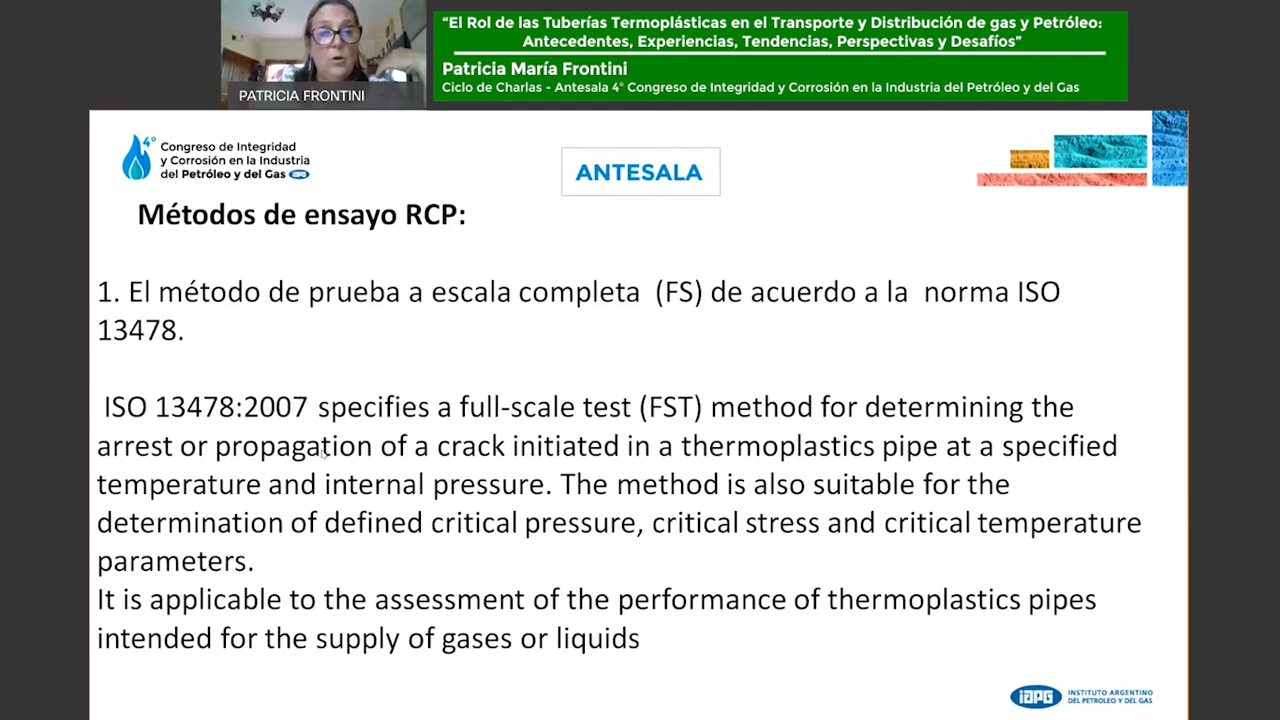 “El Rol de las Tuberías Termoplásticas en el Transporte y Distribución de gas y Petróleo:
Antecedentes, Experiencias, Tendencias, Perspectivas y Desafíos”
Patricia María Frontini
Ciclo de Charlas - Antesala 4° Congreso de Integridad y Corrosión en la Industria del Petróleo y del Gas
PATRICIA FRONTINI
4°
Congreso de Integridad
y Corrosión en la Industria
del Petróleo y del Gas iapg
ANTESALA
Métodos de ensayo RCP:
1. El método de prueba a escala completa (FS) de acuerdo a la norma ISO
13478.
ISO 13478:2007 specifies a full-scale test (FST) method for determining the
arrest or propagation of a crack initiated in a thermoplastics pipe at a specified
temperature and internal pressure. The method is also suitable for the
determination of defined critical pressure, critical stress and critical temperature
parameters.
It is applicable to the assessment of the performance of thermoplastics pipes
intended for the supply of gases or liquids
iapg
INSTITUTO ARGENTINO
DEL PETROLEO Y DEL GAS